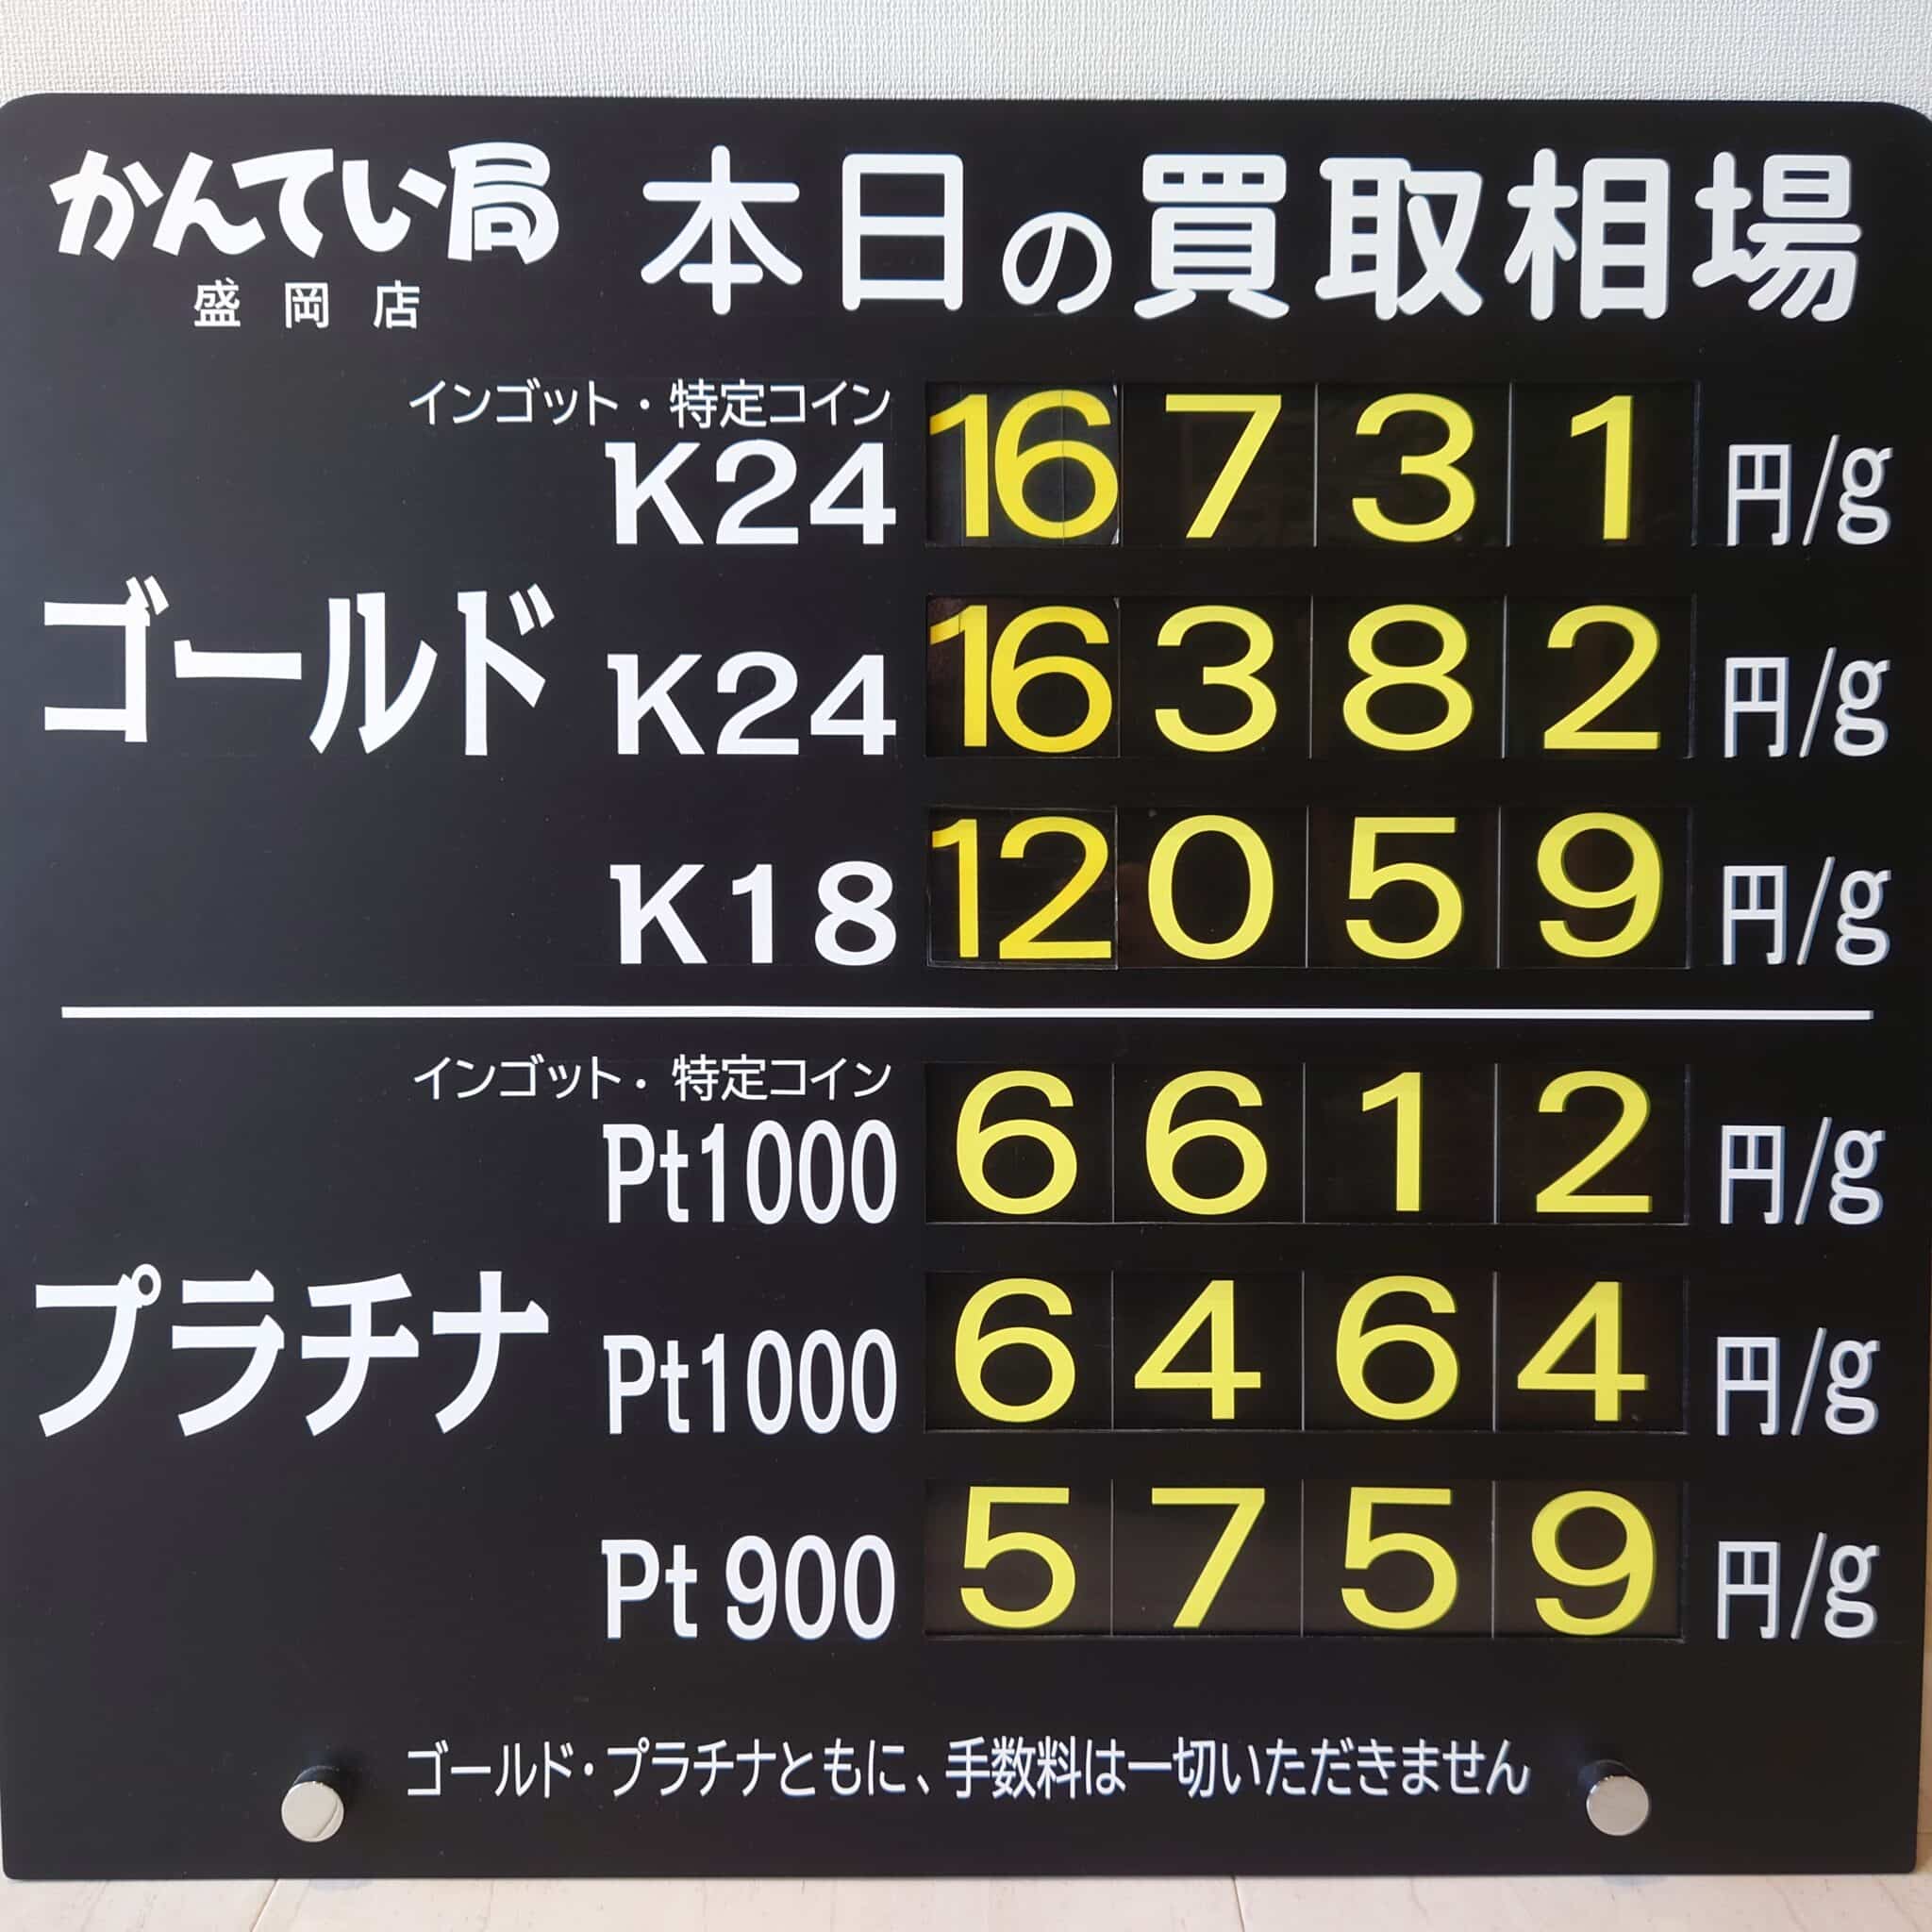 かんてい局 本日の買取相場
盛岡店
インゴット・特定コイン
K24 16731 円/g
ゴールド K24 16382 円/g
K18 12059 円/g
インゴット・特定コイン
Pt1000 6612 円/g
プラチナ Pt1000 6464 円/g
Pt900 5759 円/g
ゴールド・プラチナともに、手数料は一切いただきません